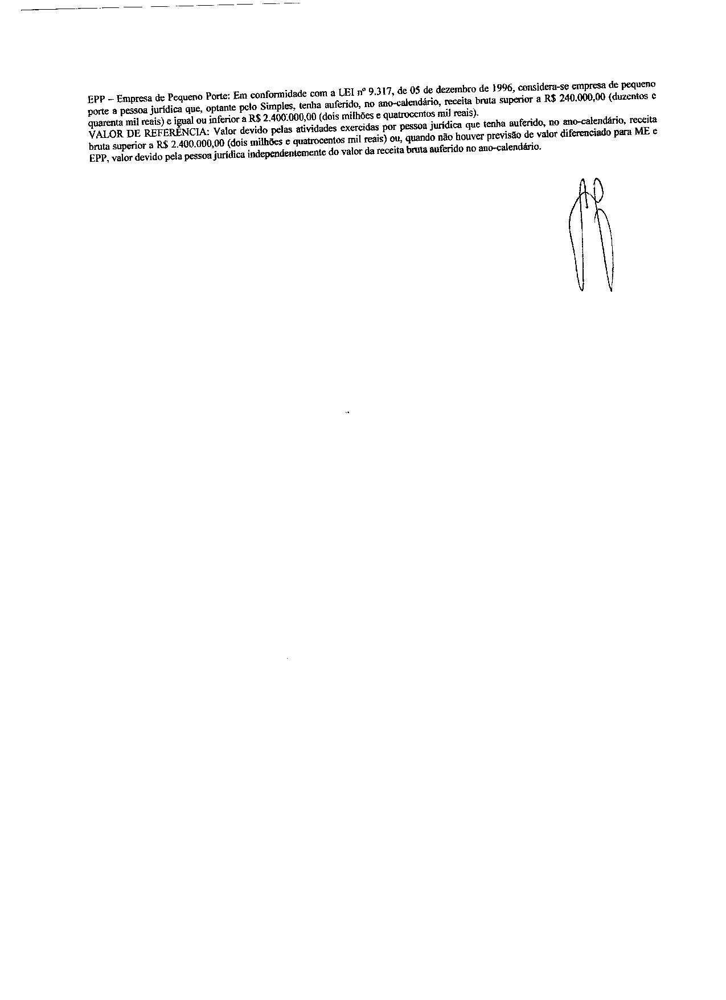 EPP – Empresa de Pequeno Porte: Em conformidade com a LEI nº 9.317, de 05 de dezembro de 1996, considera-se empresa de pequeno
porte a pessoa jurídica que, optante pelo Simples, tenha auferido, no ano-calendário, receita bruta superior a R$ 240.000,00 (duzentos e
quarenta mil reais) e igual ou inferior a R$ 2.400.000,00 (dois milhões e quatrocentos mil reais).
VALOR DE REFERÊNCIA: Valor devido pelas atividades exercidas por pessoa jurídica que tenha auferido, no ano-calendário, receita
bruta superior a R$ 2.400.000,00 (dois milhões e quatrocentos mil reais) ou, quando não houver previsão de valor diferenciado para ME e
EPP, valor devido pela pessoa jurídica independentemente do valor da receita bruta auferido no ano-calendário.